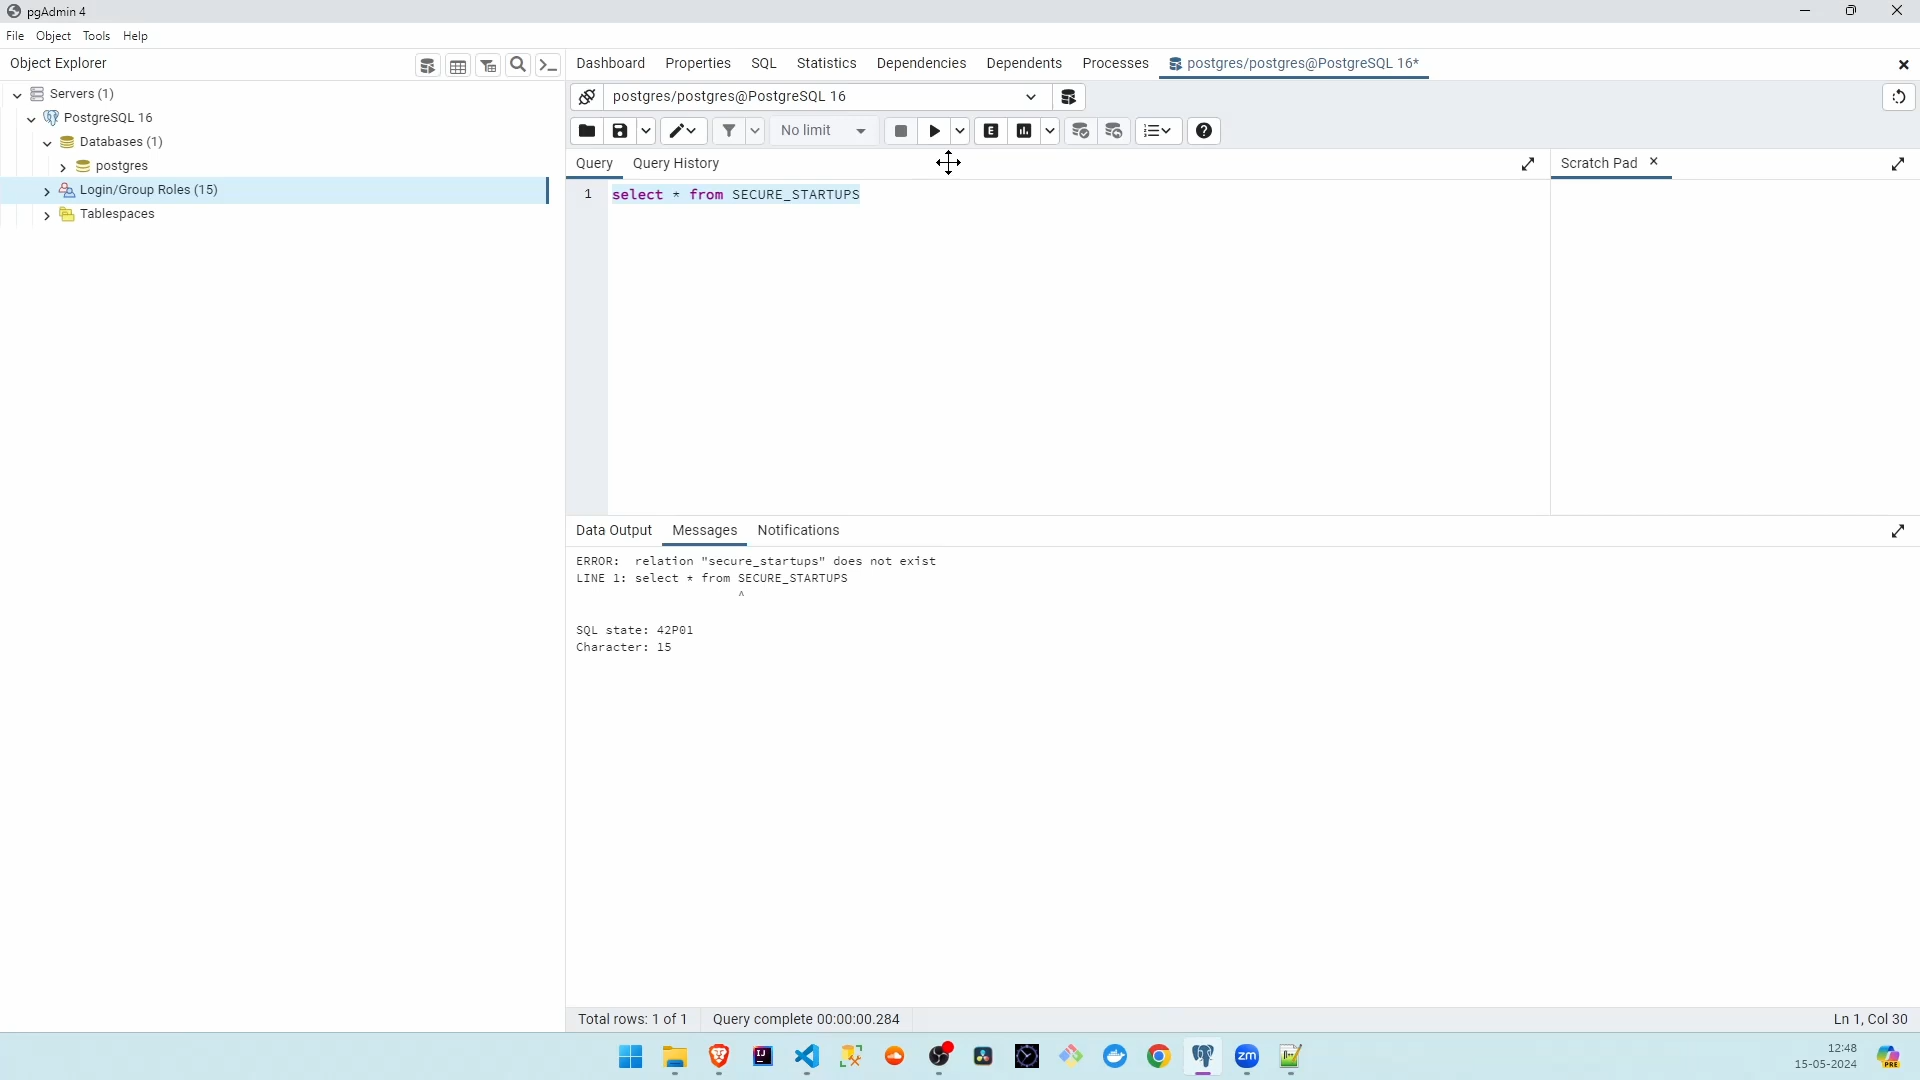 pgAdmin 4
File Object Tools Help
Object Explorer
Dashboard Properties SQL Statistics Dependencies Dependents Processes postgres/postgres@PostgreSQL 16*
Servers (1)
PostgreSQL 16
Databases (1)
postgres
Login/Group Roles (15)
Tablespaces
postgres/postgres@PostgreSQL 16
No limit
E
Query Query History
Scratch Pad
1 select * from SECURE_STARTUPS
Data Output Messages Notifications
ERROR: relation "secure_startups" does not exist
LINE 1: select * from SECURE_STARTUPS
^
SQL state: 42P01
Character: 15
Total rows: 1 of 1 Query complete 00:00:00.284 Ln 1, Col 30
IJ
zm
12:48
15-05-2024
PRE